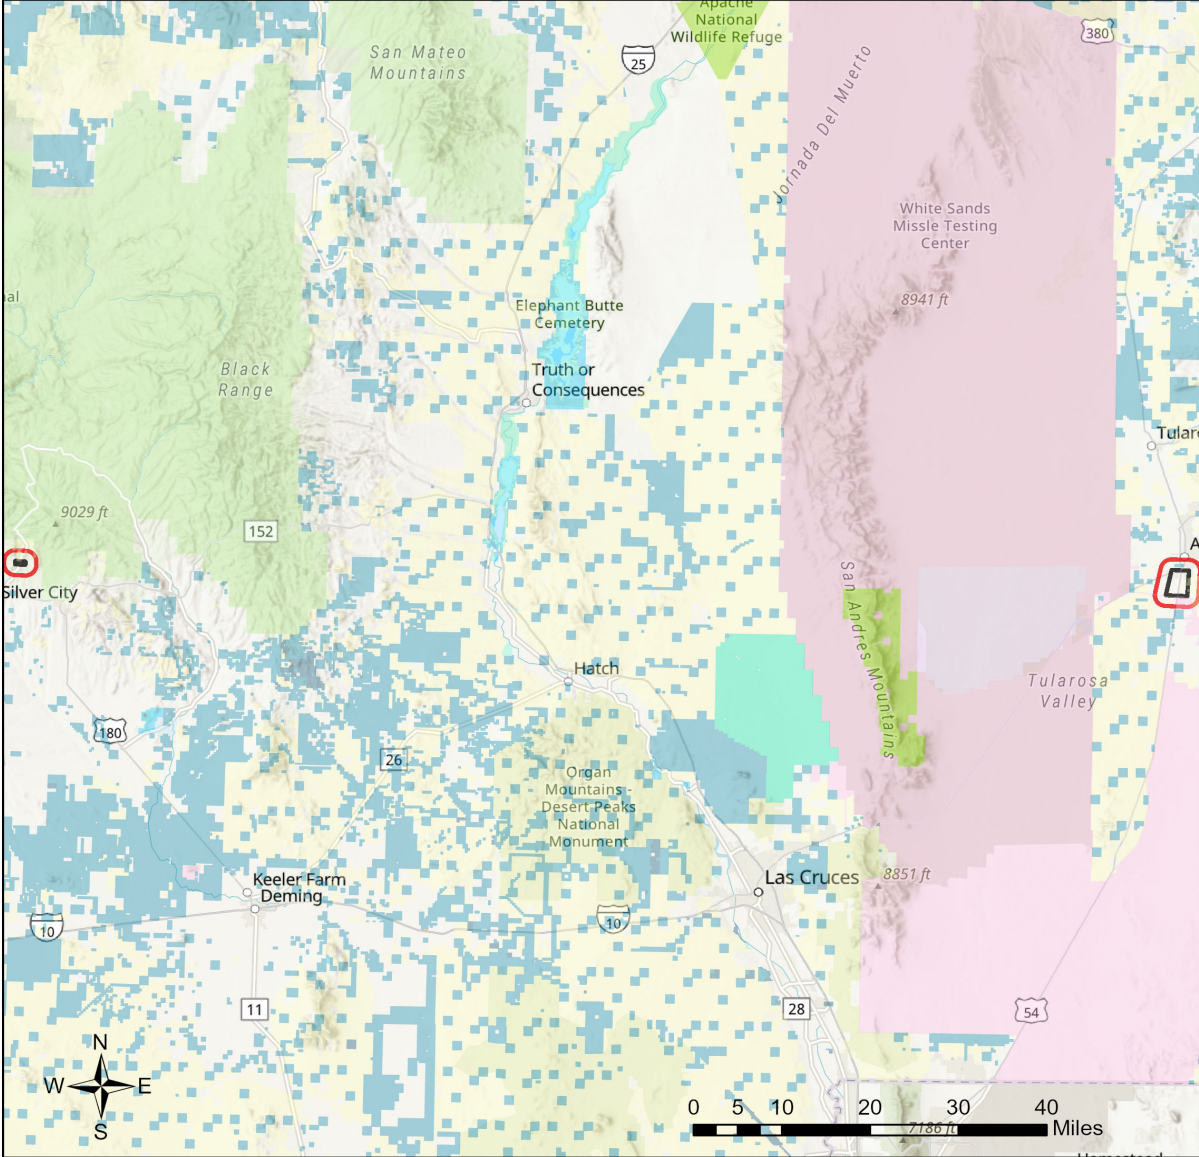 Apache
National
Wildlife Refuge
San Mateo
Mountains
25
380
Jornada Del Muerto
White Sands
Missle Testing
Center
8941 ft
al
Elephant Butte
Cemetery
Black
Range
Truth or
Consequences
Tularo
9029 ft
152
A
Silver City
San Andres Mountains
Hatch
Tularosa
Valley
180
26
Organ
Mountains -
Desert Peaks
National
Monument
Keeler Farm
Deming
Las Cruces
8851 ft
10
10
11
28
54
N
W E
S
0 5 10 20 30 40
Miles
7186 ft